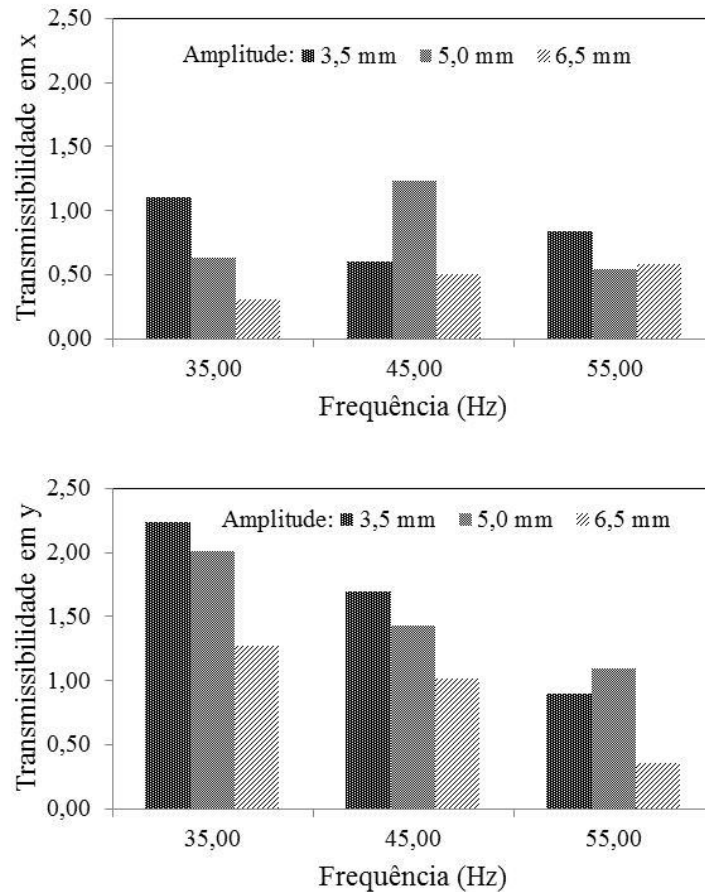 2,50
Amplitude: 3,5 mm 5,0 mm 6,5 mm
2,00
1,50
1,00
0,50
0,00
Transmissibilidade em x
35,00 45,00 55,00
Frequência (Hz)
2,50
Amplitude: 3,5 mm 5,0 mm 6,5 mm
2,00
1,50
1,00
0,50
0,00
Transmissibilidade em y
35,00 45,00 55,00
Frequência (Hz)